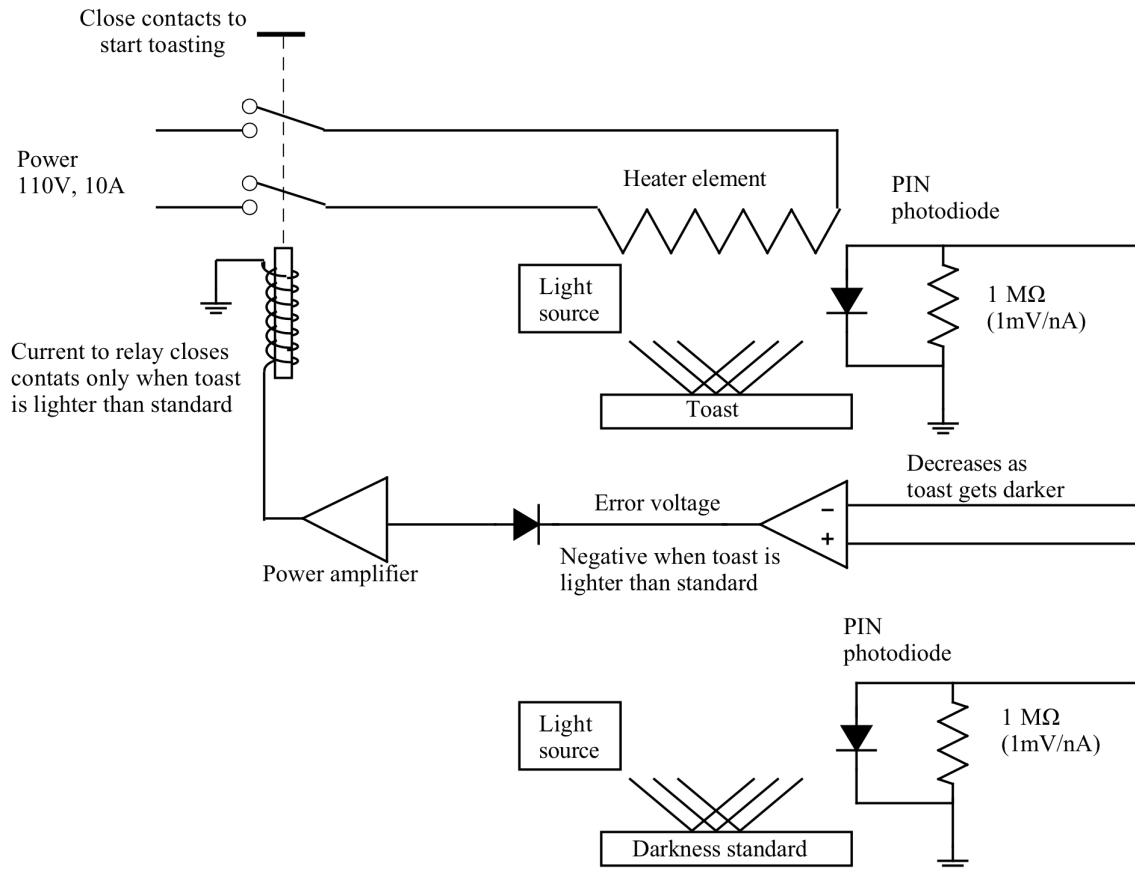 Close contacts to
start toasting
Power
110V, 10A
Heater element
PIN
photodiode
Light
source
1 MΩ
(1mV/nA)
Current to relay closes
contats only when toast
is lighter than standard
Toast
Decreases as
toast gets darker
Error voltage
−
+
Negative when toast is
lighter than standard
Power amplifier
PIN
photodiode
Light
source
1 MΩ
(1mV/nA)
Darkness standard